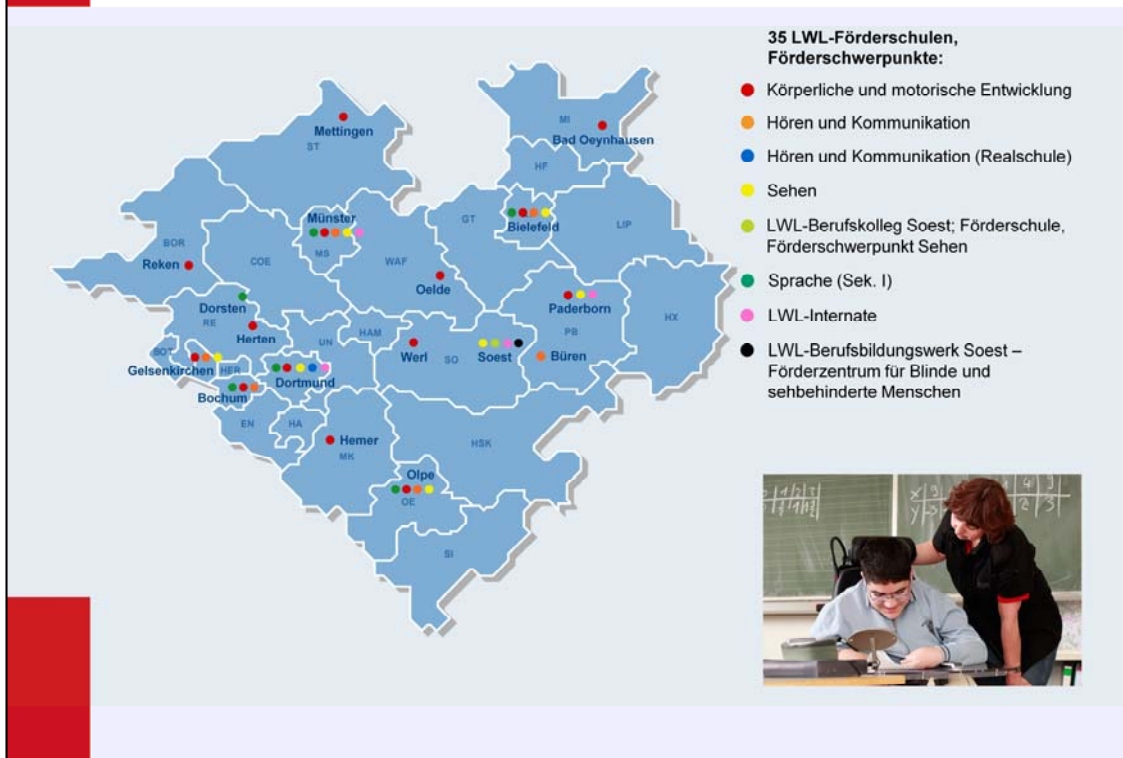 35 LWL-Förderschulen,
Förderschwerpunkte:
Körperliche und motorische Entwicklung
Hören und Kommunikation
Hören und Kommunikation (Realschule)
Sehen
LWL-Berufskolleg Soest; Förderschule,
Förderschwerpunkt Sehen
Sprache (Sek. I)
LWL-Internate
LWL-Berufsbildungswerk Soest –
Förderzentrum für Blinde und
sehbehinderte Menschen
Mettingen
ST
MI
Bad Oeynhausen
HF
Münster
MS
GT
Bielefeld
LIP
BOR
Reken
COE
WAF
Oelde
Paderborn
PB
HX
Dorsten
RE
Herten
UN
HAM
Werl
SO
Soest
Büren
BOT
Gelsenkirchen
HER
Dortmund
Bochum
EN
HA
Hemer
MK
HSK
Olpe
OE
SI